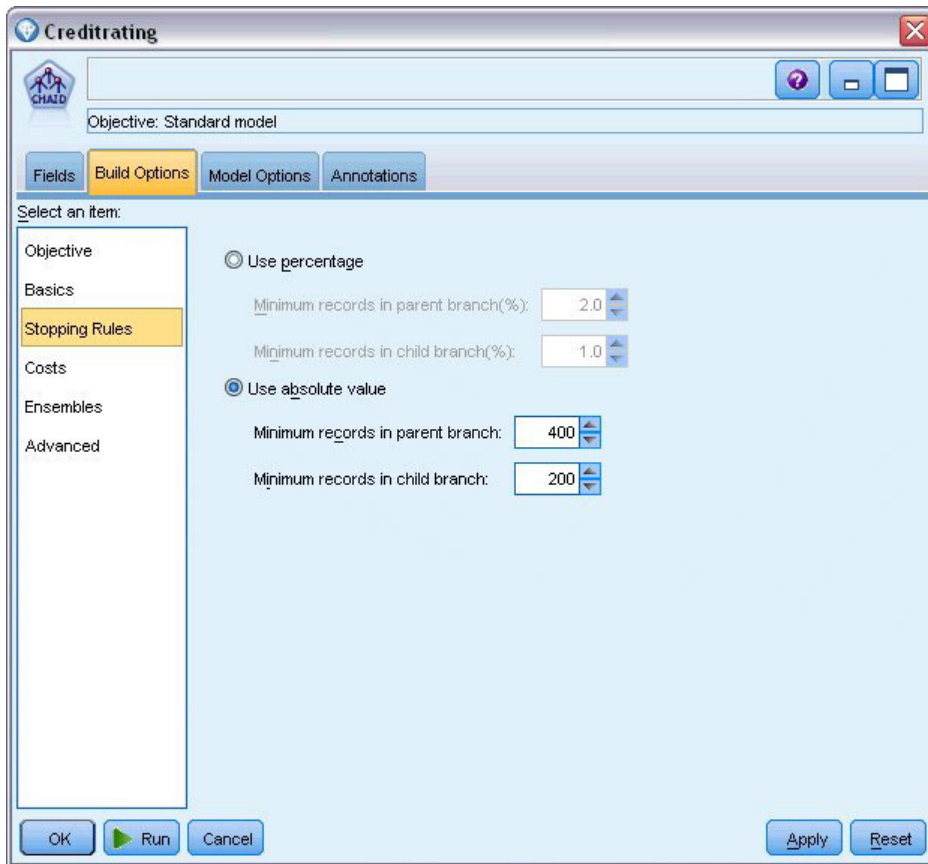 Creditrating
CHAID
Objective: Standard model
Fields Build Options Model Options Annotations
Select an item:
Objective
Basics
Stopping Rules
Costs
Ensembles
Advanced
Use percentage
Minimum records in parent branch(%): 2.0
Minimum records in child branch(%): 1.0
Use absolute value
Minimum records in parent branch: 400
Minimum records in child branch: 200
OK Run Cancel Apply Reset